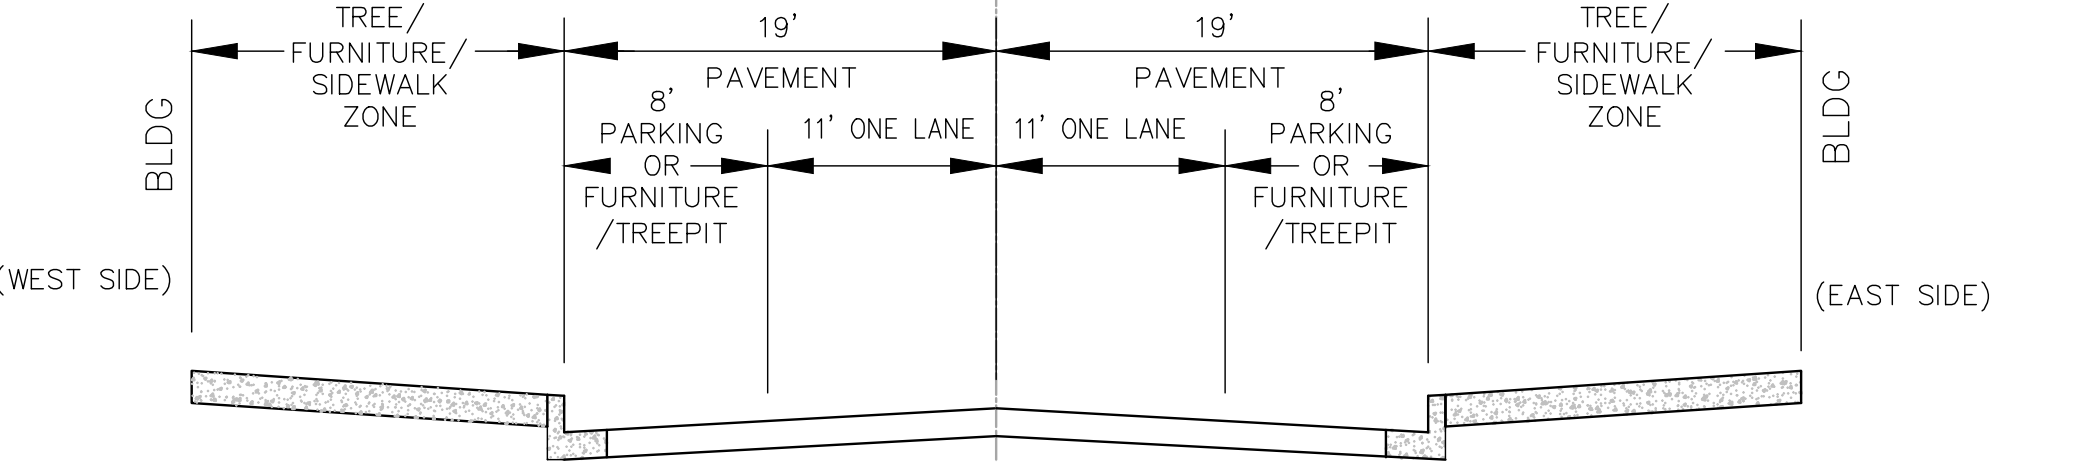 TREE/
FURNITURE/
SIDEWALK
ZONE
19'
PAVEMENT
19'
PAVEMENT
TREE/
FURNITURE/
SIDEWALK
ZONE
BLDG
8'
PARKING
OR
FURNITURE
/TREEPIT
11' ONE LANE
11' ONE LANE
8'
PARKING
OR
FURNITURE
/TREEPIT
BLDG
(WEST SIDE)
(EAST SIDE)